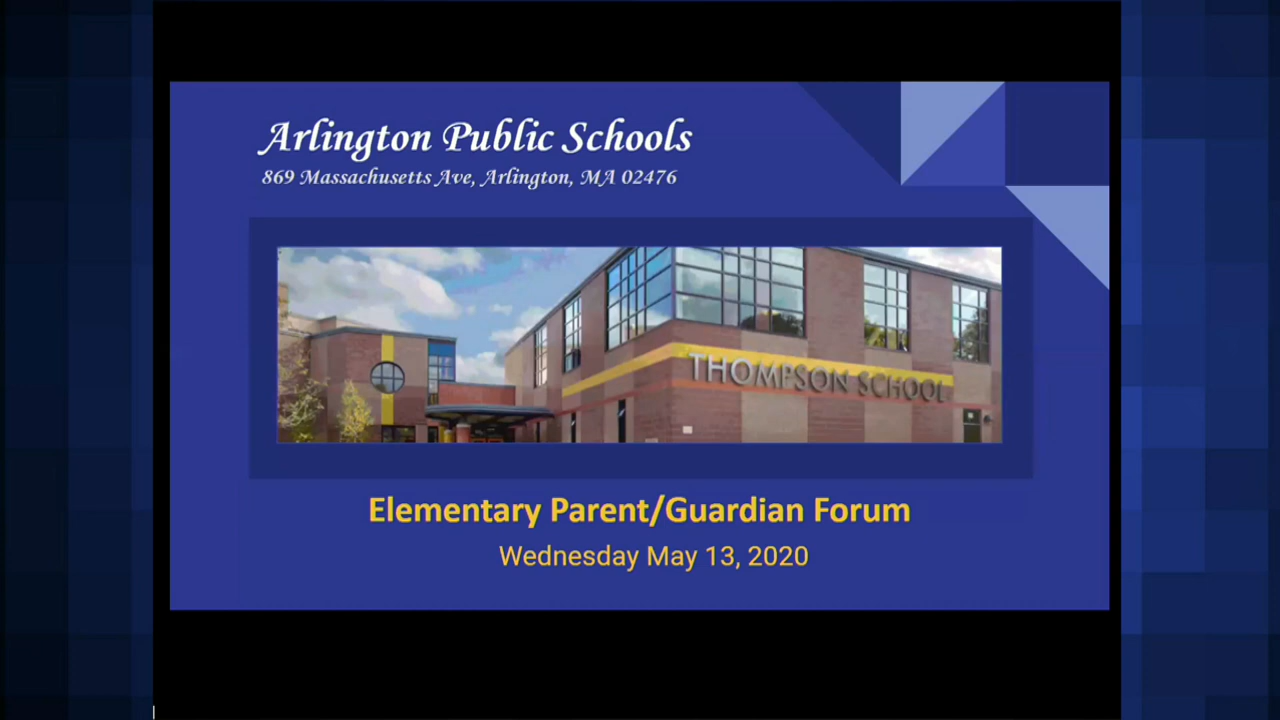 Arlington Public Schools
869 Massachusetts Ave, Arlington, MA 02476
THOMPSON SCHOOL
Elementary Parent/Guardian Forum
Wednesday May 13, 2020